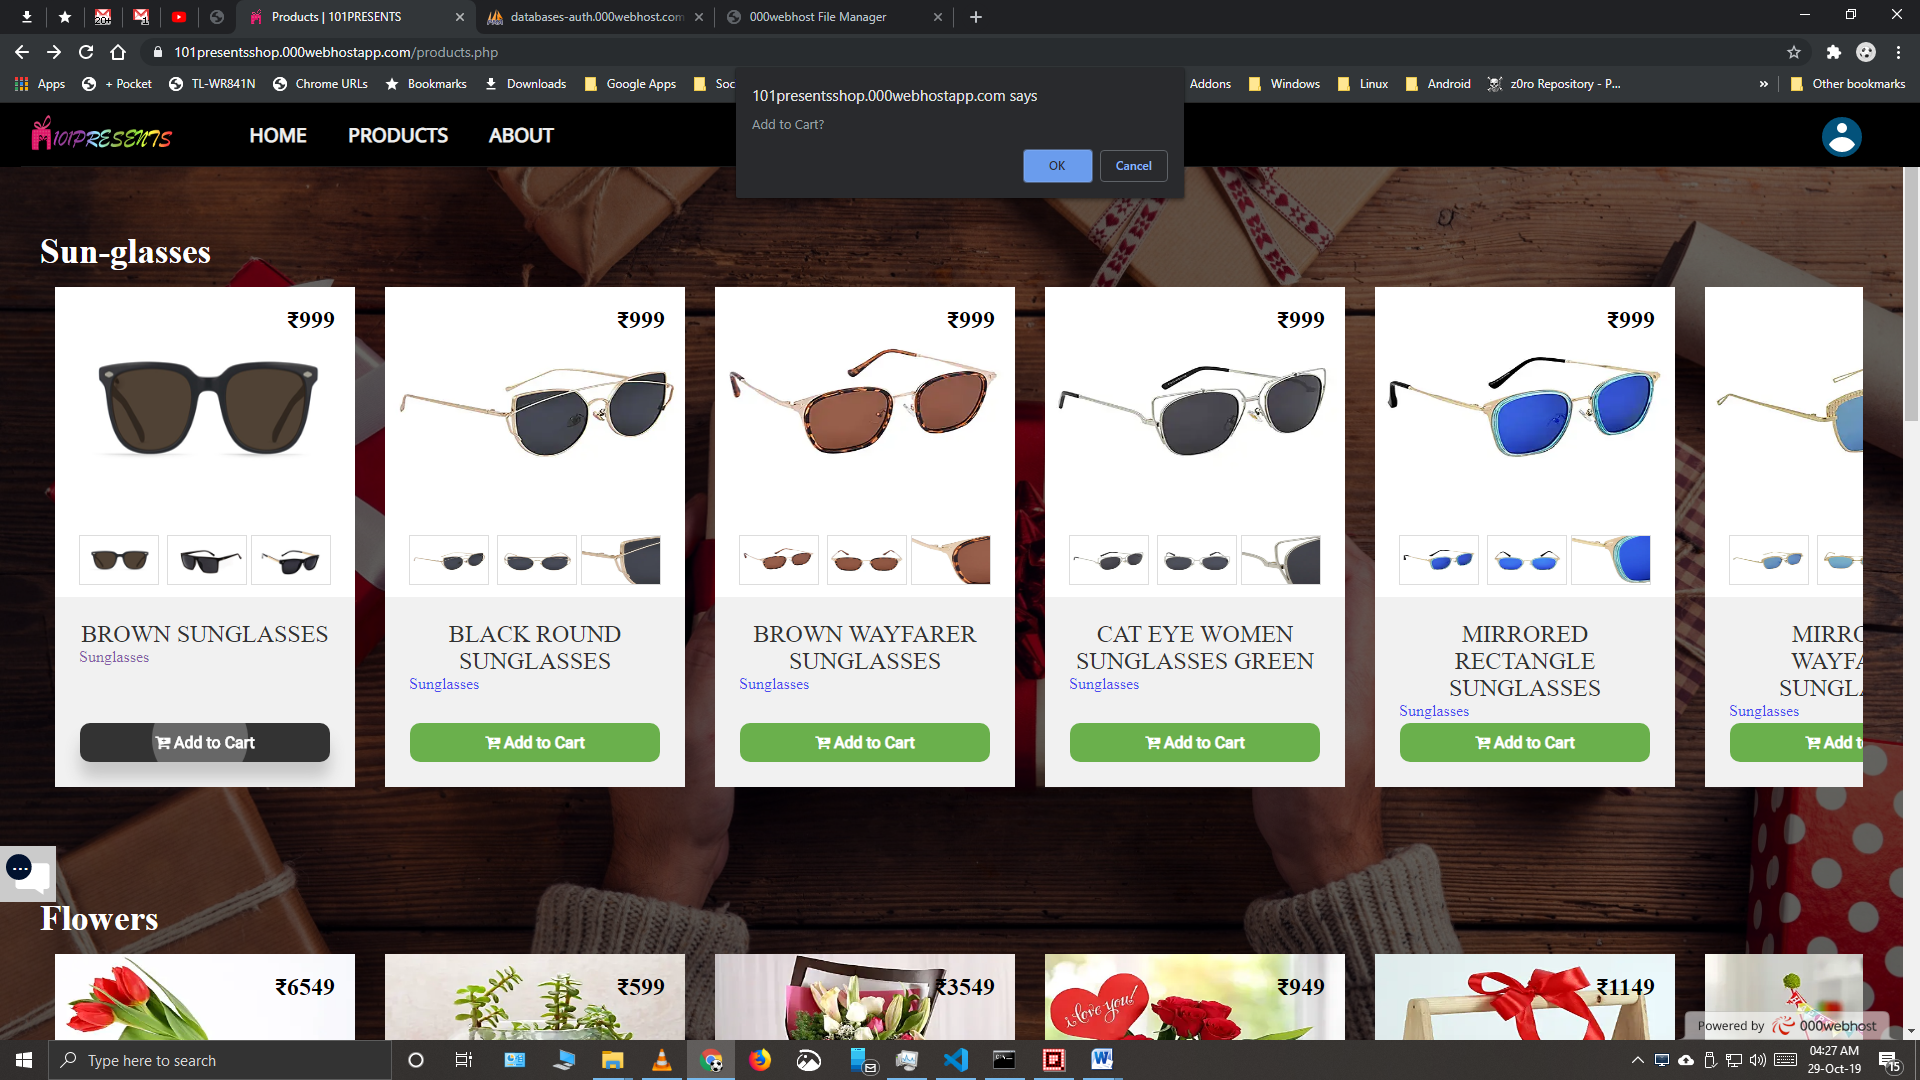 20+
1
Products | 101PRESENTS
databases-auth.000webhost.com
000webhost File Manager
101presentsshop.000webhostapp.com/products.php
Apps
+ Pocket
TL-WR841N
Chrome URLs
Bookmarks
Downloads
Google Apps
Soc
Addons
Windows
Linux
Android
z0ro Repository - P...
»
Other bookmarks
101presentsshop.000webhostapp.com says
Add to Cart?
OK
Cancel
101PRESENTS
HOME
PRODUCTS
ABOUT
Sun-glasses
₹999
₹999
₹999
₹999
₹999
BROWN SUNGLASSES
Sunglasses
Add to Cart
BLACK ROUND
SUNGLASSES
Sunglasses
Add to Cart
BROWN WAYFARER
SUNGLASSES
Sunglasses
Add to Cart
CAT EYE WOMEN
SUNGLASSES GREEN
Sunglasses
Add to Cart
MIRRORED
RECTANGLE
SUNGLASSES
Sunglasses
Add to Cart
MIRRO
WAYFA
SUNGL
Sunglasses
Add t
Flowers
₹6549
₹599
₹3549
₹949
I love you!
₹1149
Powered by 000webhost
Type here to search
04:27 AM
29-Oct-19
15